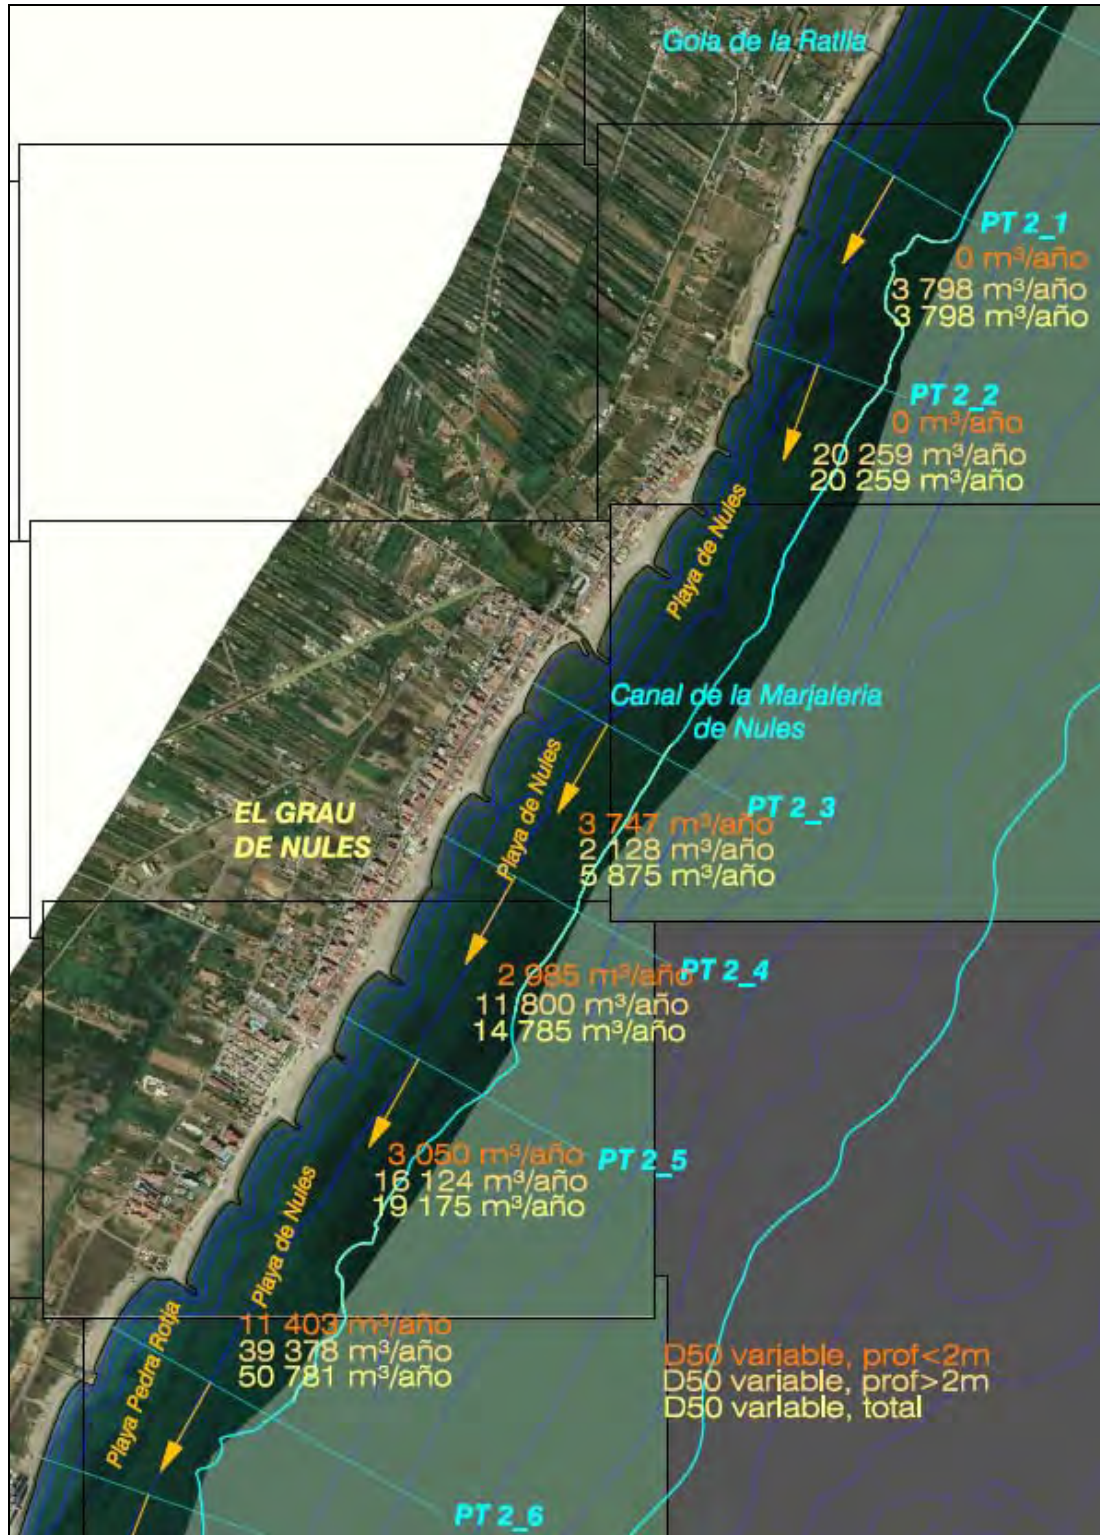 Gola de la Ratlla
PT 2_1
0 m³/año
3 798 m³/año
3 798 m³/año
PT 2_2
0 m³/año
20 259 m³/año
20 259 m³/año
Playa de Nules
Canal de la Marjaleria
de Nules
Playa de Nules
PT 2_3
3 747 m³/año
2 128 m³/año
5 875 m³/año
EL GRAU
DE NULES
PT 2_4
2 985 m³/año
11 800 m³/año
14 785 m³/año
PT 2_5
3 050 m³/año
16 124 m³/año
19 175 m³/año
Playa de Nules
Playa Pedra Rotja
11 403 m³/año
39 378 m³/año
50 781 m³/año
D50 variable, prof<2m
D50 variable, prof>2m
D50 variable, total
PT 2_6